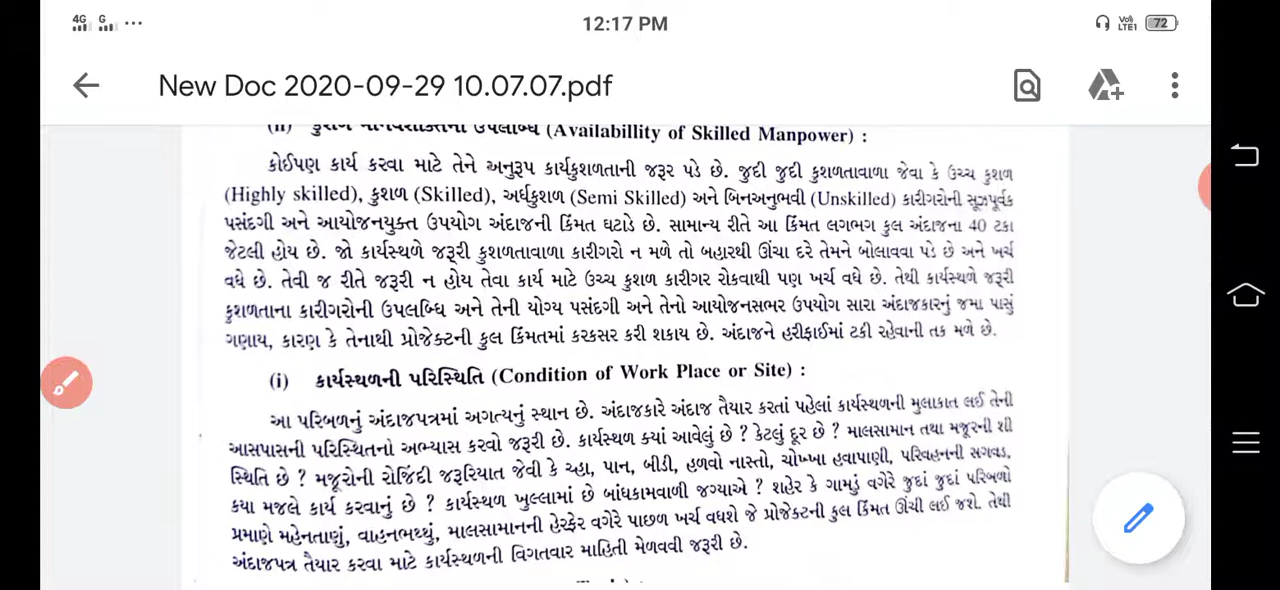 4G G ... 12:17 PM Vo) LTE1 72
New Doc 2020-09-29 10.07.07.pdf
(ii) કુશળ માનવશક્તિની ઉપલબ્ધિ (Availabillity of Skilled Manpower) :
કોઈપણ કાર્ય કરવા માટે તેને અનુરૂપ કાર્યકુશળતાની જરૂર પડે છે. જુદી જુદી કુશળતાવાળા જેવા કે ઉચ્ચ કુશળ
(Highly skilled), કુશળ (Skilled), અર્ધકુશળ (Semi Skilled) અને બિનઅનુભવી (Unskilled) કારીગરોની સૂઝપૂર્વક
પસંદગી અને આયોજનયુક્ત ઉપયોગ અંદાજની કિંમત ઘટાડે છે. સામાન્ય રીતે આ કિંમત લગભગ કુલ અંદાજના 40 ટકા
જેટલી હોય છે. જો કાર્યસ્થળે જરૂરી કુશળતાવાળા કારીગરો ન મળે તો બહારથી ઊંચા દરે તેમને બોલાવવા પડે છે અને ખર્ચ
વધે છે. તેવી જ રીતે જરૂરી ન હોય તેવા કાર્ય માટે ઉચ્ચ કુશળ કારીગર રોકવાથી પણ ખર્ચ વધે છે. તેથી કાર્યસ્થળે જરૂરી
કુશળતાના કારીગરોની ઉપલબ્ધિ અને તેની યોગ્ય પસંદગી અને તેનો આયોજનસભર ઉપયોગ સારા અંદાજકારનું જમા પાસું
ગણાય, કારણ કે તેનાથી પ્રોજેક્ટની કુલ કિંમતમાં કરકસર કરી શકાય છે. અંદાજને હરીફાઈમાં ટકી રહેવાની તક મળે છે.
(i) કાર્યસ્થળની પરિસ્થિતિ (Condition of Work Place or Site) :
આ પરિબળનું અંદાજપત્રમાં અગત્યનું સ્થાન છે. અંદાજકારે અંદાજ તૈયાર કરતાં પહેલાં કાર્યસ્થળની મુલાકાત લઈ તેની
આસપાસની પરિસ્થિતનો અભ્યાસ કરવો જરૂરી છે. કાર્યસ્થળ ક્યાં આવેલું છે ? કેટલું દૂર છે ? માલસામાન તથા મજૂરની શી
સ્થિતિ છે ? મજૂરોની રોજિંદી જરૂરિયાત જેવી કે ચ્હા, પાન, બીડી, હળવો નાસ્તો, ચોખ્ખા હવાપાણી, પરિવહનની સગવડ,
કયા મજલે કાર્ય કરવાનું છે ? કાર્યસ્થળ ખુલ્લામાં છે બાંધકામવાળી જગ્યાએ ? શહેર કે ગામડું વગેરે જુદાં જુદાં પરિબળો
પ્રમાણે મહેનતાણું, વાહનભથ્થું, માલસામાનની હેરફેર વગેરે પાછળ ખર્ચ વધશે જે પ્રોજેક્ટની કુલ કિંમત ઊંચી લઈ જશે. તેથી
અંદાજપત્ર તૈયાર કરવા માટે કાર્યસ્થળની વિગતવાર માહિતી મેળવવી જરૂરી છે.